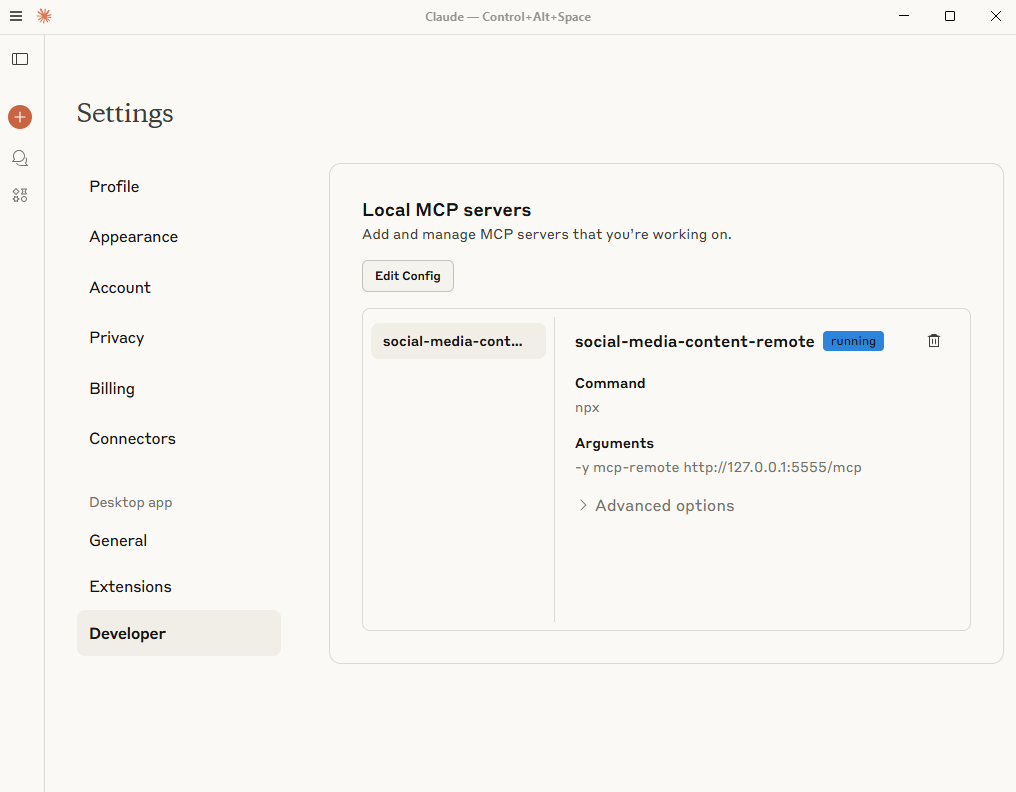 Claude — Control+Alt+Space
Settings
Profile
Appearance
Account
Privacy
Billing
Connectors
Desktop app
General
Extensions
Developer
Local MCP servers
Add and manage MCP servers that you’re working on.
Edit Config
social-media-cont...
social-media-content-remote running
Command
npx
Arguments
-y mcp-remote http://127.0.0.1:5555/mcp
Advanced options